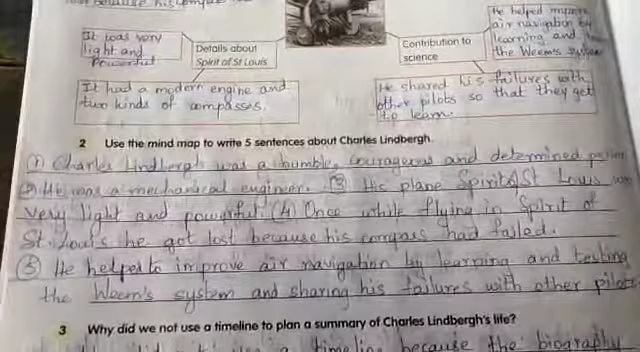 because his compas
It was very
light and
Powerful
Details about
Spirit of St Louis
It had a modern engine and
two kinds of compasses.
Contribution to
science
He helped improve
air navigation by
learning and
the Weem's system
He shared his failures with
other pilots so that they get
to learn.
2 Use the mind map to write 5 sentences about Charles Lindbergh.
(1) Charles Lindbergh was a humble, courageous and determined person
(2) He was a mechanical engineer. (3) His plane Spirit of St Louis was
very light and powerful. (4) Once while flying in Spirit of
St. Louis he got lost because his compass had failed.
(5) He helped to improve air navigation by learning and testing
the Weem's system and sharing his failures with other pilots.
3 Why did we not use a timeline to plan a summary of Charles Lindbergh's life?
a timeline because the biography